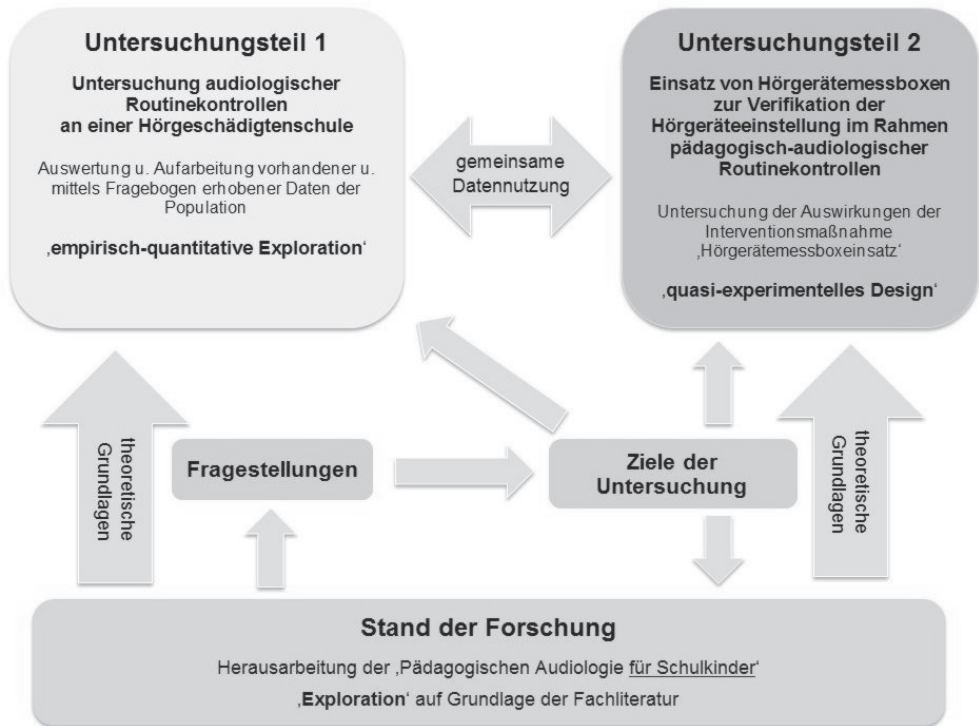 Untersuchungsteil 1
Untersuchung audiologischer
Routinekontrollen
an einer Hörgeschädigtenschule
Auswertung u. Aufarbeitung vorhandener u.
mittels Fragebogen erhobener Daten der
Population
‚empirisch-quantitative Exploration‘
gemeinsame
Datennutzung
Untersuchungsteil 2
Einsatz von Hörgerätemessboxen
zur Verifikation der
Hörgeräteeinstellung im Rahmen
pädagogisch-audiologischer
Routinekontrollen
Untersuchung der Auswirkungen der
Interventionsmaßnahme
‚Hörgerätemessboxeinsatz‘
‚quasi-experimentelles Design‘
theoretische
Grundlagen
Fragestellungen
Ziele der
Untersuchung
theoretische
Grundlagen
Stand der Forschung
Herausarbeitung der ‚Pädagogischen Audiologie für Schulkinder‘
‚Exploration‘ auf Grundlage der Fachliteratur